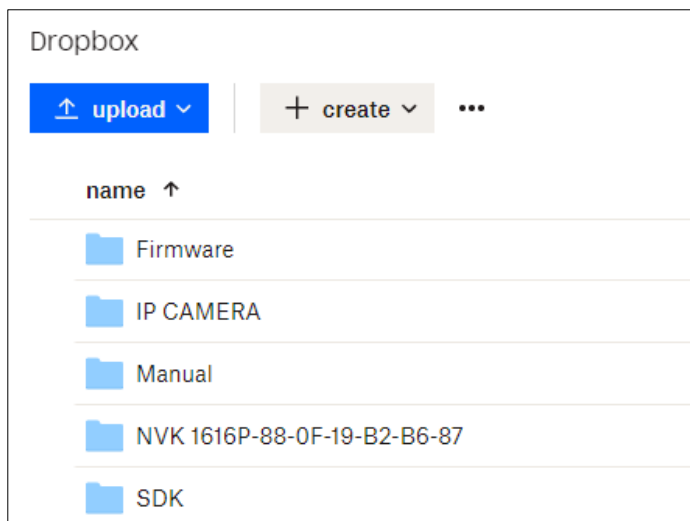 Dropbox
upload
create
name
Firmware
IP CAMERA
Manual
NVK 1616P-88-0F-19-B2-B6-87
SDK